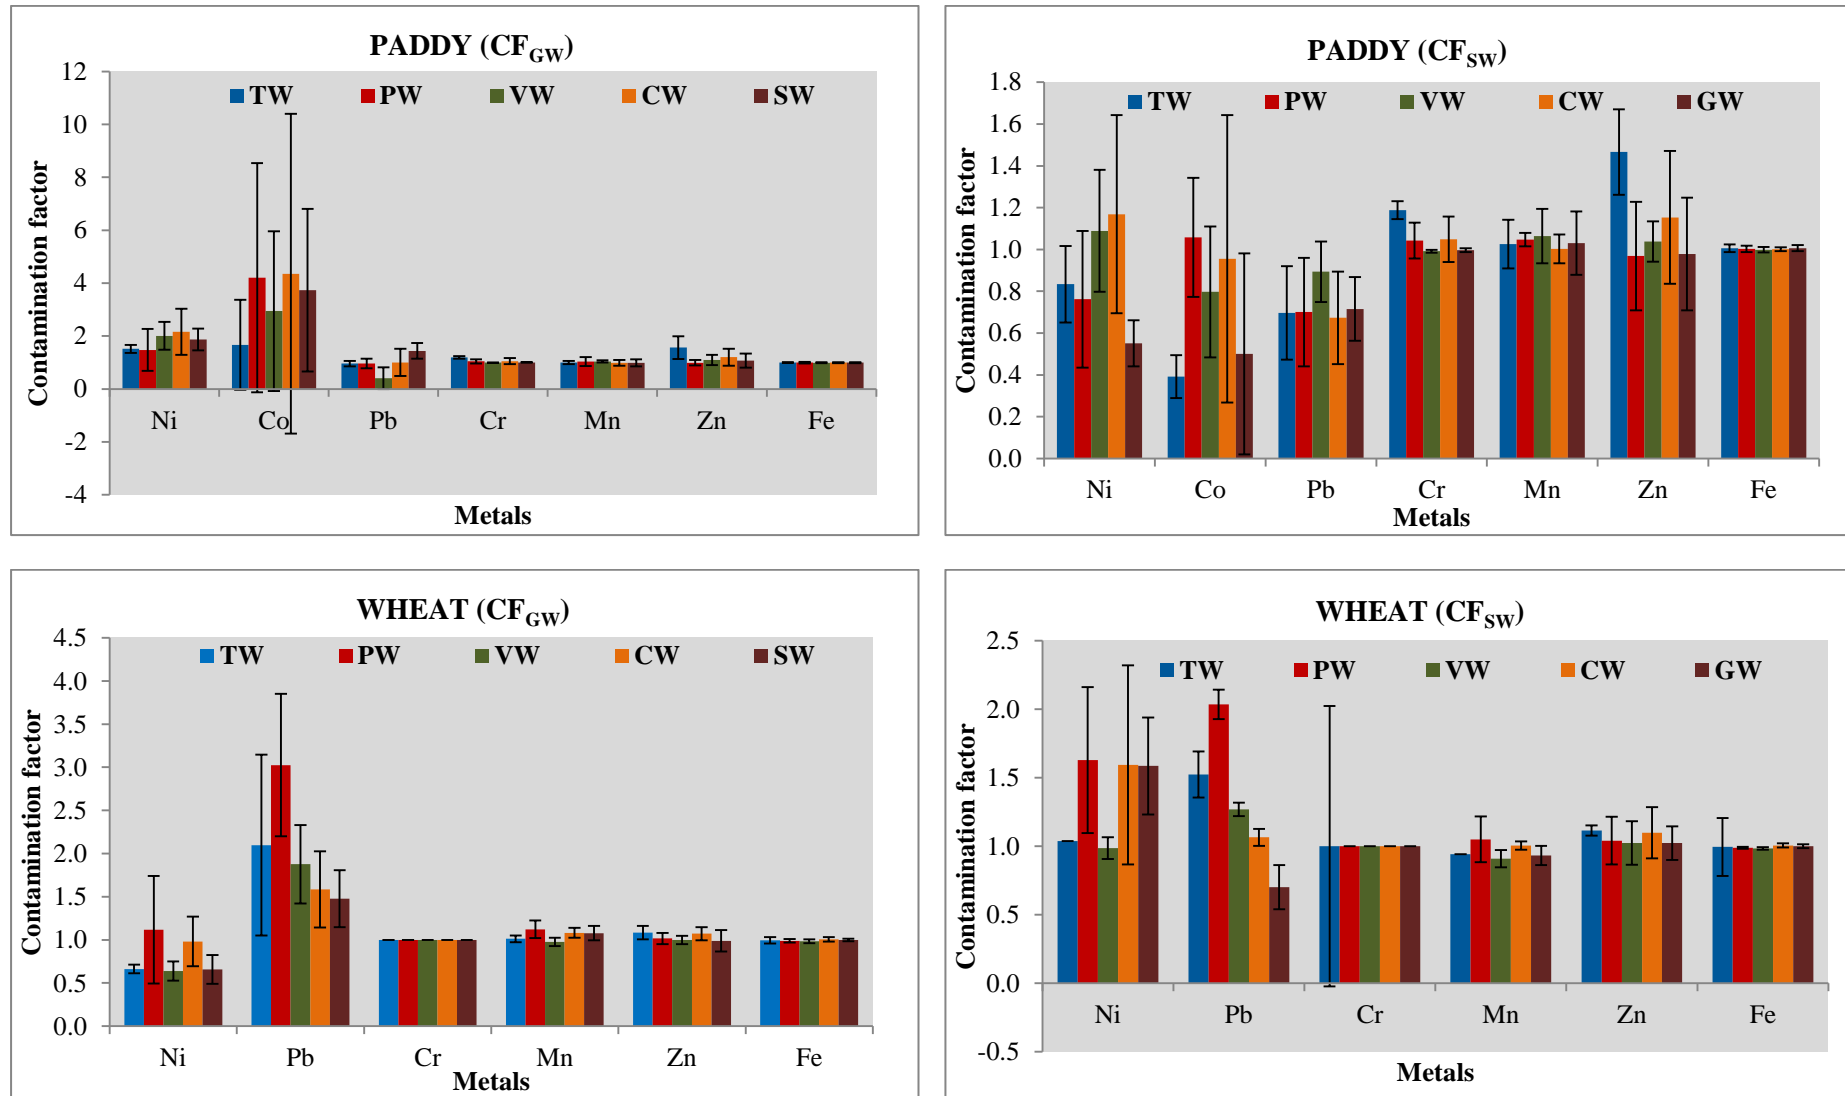 PADDY (CF_GW)
12
10
8
6
4
2
0
-2
-4
Contamination factor
TW PW VW CW SW
Ni Co Pb Cr Mn Zn Fe
Metals
PADDY (CF_SW)
1.8
1.6
1.4
1.2
1.0
0.8
0.6
0.4
0.2
0.0
Contamination factor
TW PW VW CW GW
Ni Co Pb Cr Mn Zn Fe
Metals
WHEAT (CF_GW)
4.5
4.0
3.5
3.0
2.5
2.0
1.5
1.0
0.5
0.0
Contamination factor
TW PW VW CW SW
Ni Pb Cr Mn Zn Fe
Metals
WHEAT (CF_SW)
2.5
2.0
1.5
1.0
0.5
0.0
-0.5
Contamination factor
TW PW VW CW GW
Ni Pb Cr Mn Zn Fe
Metals